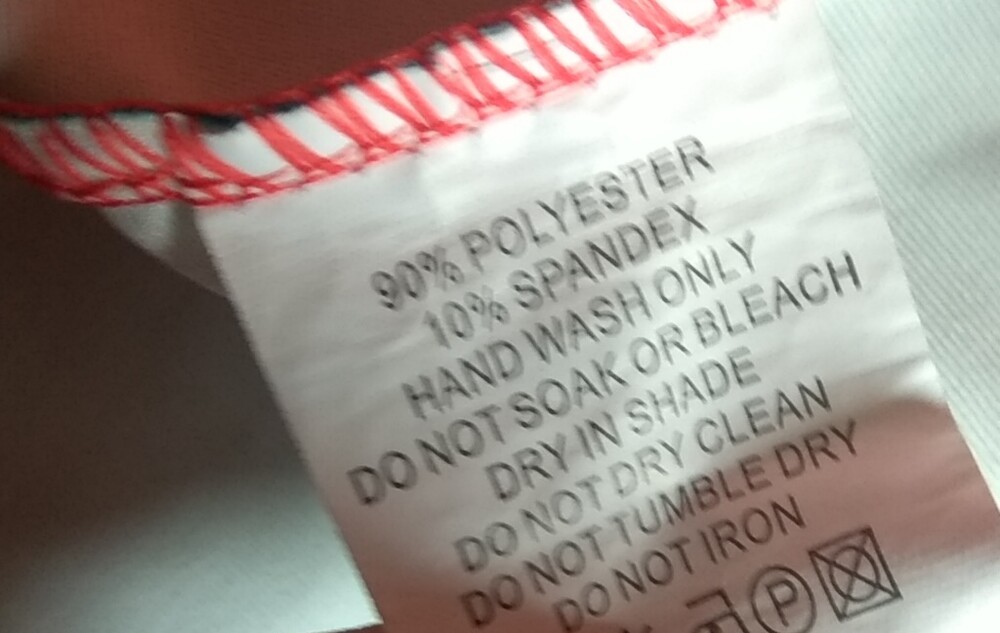 90% POLYESTER
10% SPANDEX
HAND WASH ONLY
DO NOT SOAK OR BLEACH
DRY IN SHADE
DO NOT DRY CLEAN
DO NOT TUMBLE DRY
DO NOT IRON
P